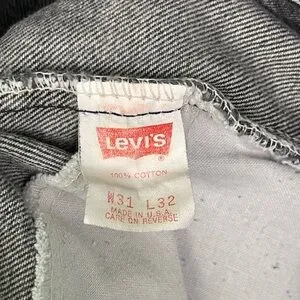 Levi's
100% COTTON
W31 L32
MADE IN U.S.A.
CARE ON REVERSE